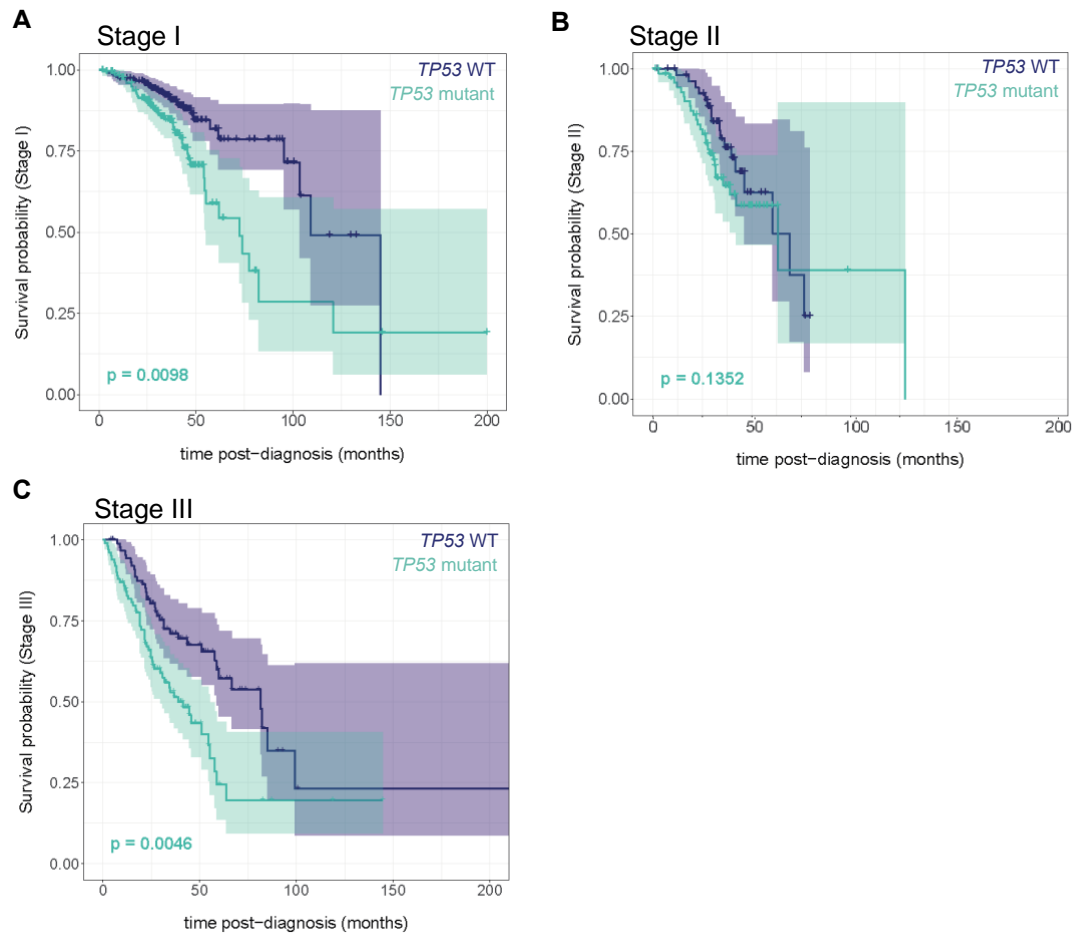 A
Stage I
Survival probability (Stage I)
1.00
0.75
0.50
0.25
0.00
TP53 WT
TP53 mutant
p = 0.0098
0 50 100 150 200
time post−diagnosis (months)
B
Stage II
Survival probability (Stage II)
1.00
0.75
0.50
0.25
0.00
TP53 WT
TP53 mutant
p = 0.1352
0 50 100 150 200
time post−diagnosis (months)
C
Stage III
Survival probability (Stage III)
1.00
0.75
0.50
0.25
0.00
TP53 WT
TP53 mutant
p = 0.0046
0 50 100 150 200
time post−diagnosis (months)